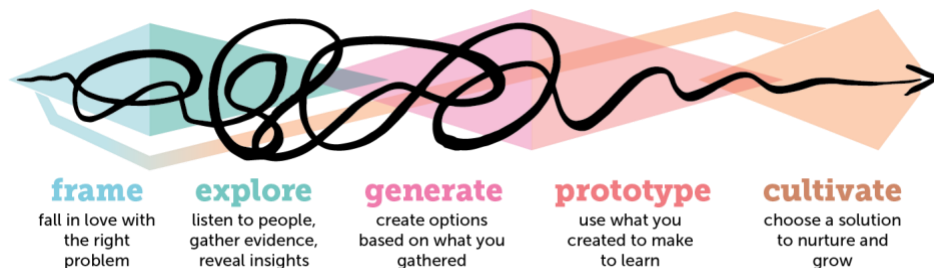 frame
fall in love with
the right
problem
explore
listen to people,
gather evidence,
reveal insights
generate
create options
based on what you
gathered
prototype
use what you
created to make
to learn
cultivate
choose a solution
to nurture and
grow